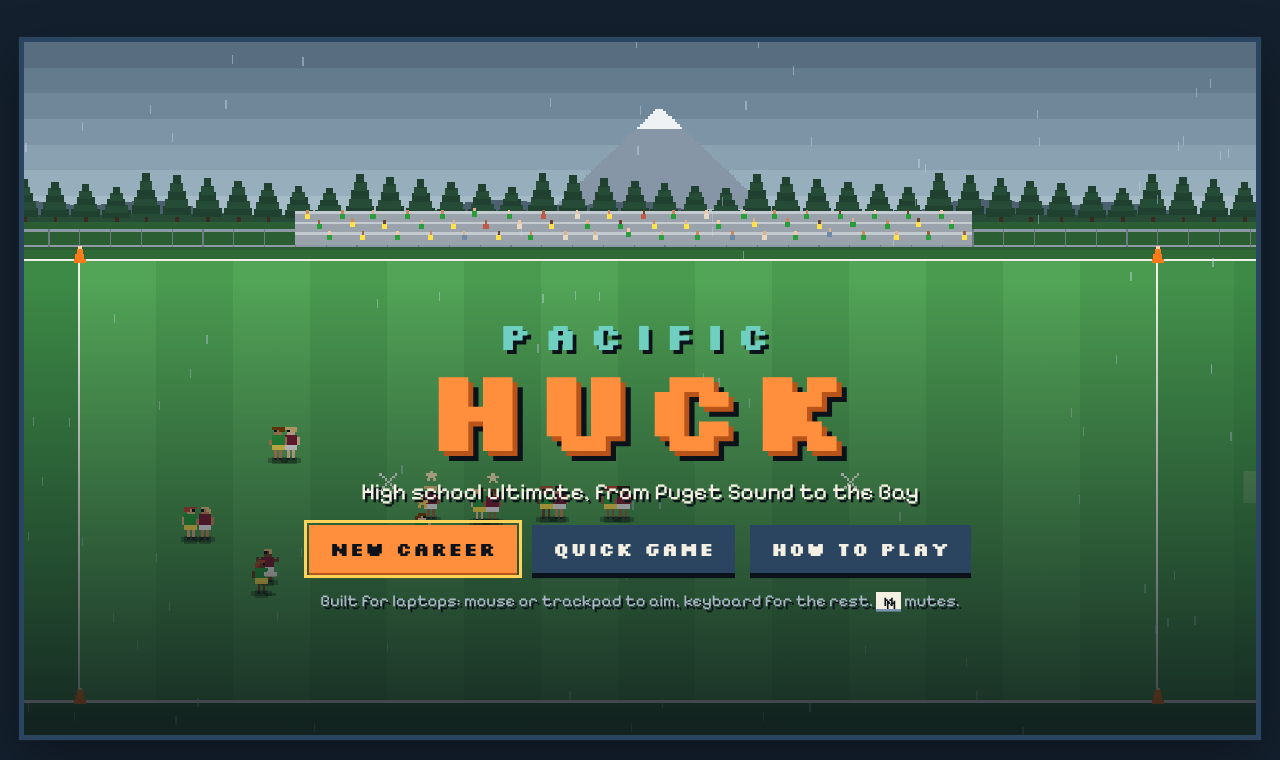 PACIFIC
HUCK
High school ultimate, from Puget Sound to the Bay
NEW CAREER QUICK GAME HOW TO PLAY
Built for laptops: mouse or trackpad to aim, keyboard for the rest. M mutes.